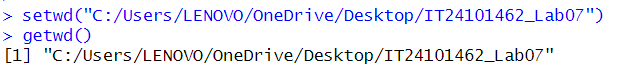 > setwd("C:/Users/LENOVO/OneDrive/Desktop/IT24101462_Lab07")
> getwd()
[1] "C:/Users/LENOVO/OneDrive/Desktop/IT24101462_Lab07"